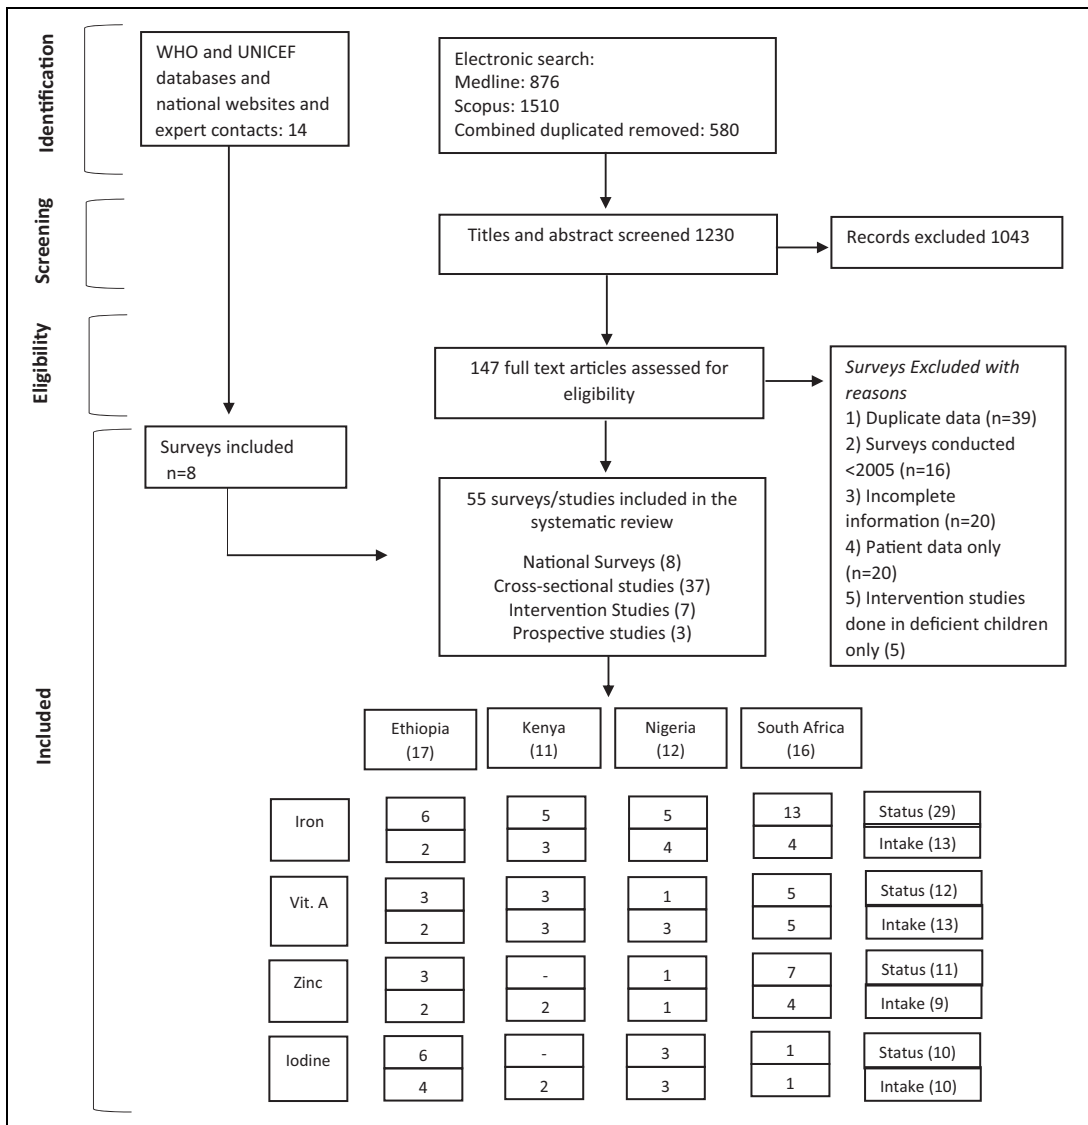 Identification
WHO and UNICEF
databases and
national websites and
expert contacts: 14
Electronic search:
Medline: 876
Scopus: 1510
Combined duplicated removed: 580
Screening
Titles and abstract screened 1230
Records excluded 1043
Eligibility
147 full text articles assessed for
eligibility
Surveys Excluded with
reasons
1) Duplicate data (n=39)
2) Surveys conducted
<2005 (n=16)
3) Incomplete
information (n=20)
4) Patient data only
(n=20)
5) Intervention studies
done in deficient children
only (5)
Included
Surveys included
n=8
55 surveys/studies included in the
systematic review
National Surveys (8)
Cross-sectional studies (37)
Intervention Studies (7)
Prospective studies (3)
Ethiopia
(17)
Kenya
(11)
Nigeria
(12)
South Africa
(16)
Iron
6
5
5
13
Status (29)
2
3
4
4
Intake (13)
Vit. A
3
3
1
5
Status (12)
2
3
3
5
Intake (13)
Zinc
3
-
1
7
Status (11)
2
2
1
4
Intake (9)
Iodine
6
-
3
1
Status (10)
4
2
3
1
Intake (10)